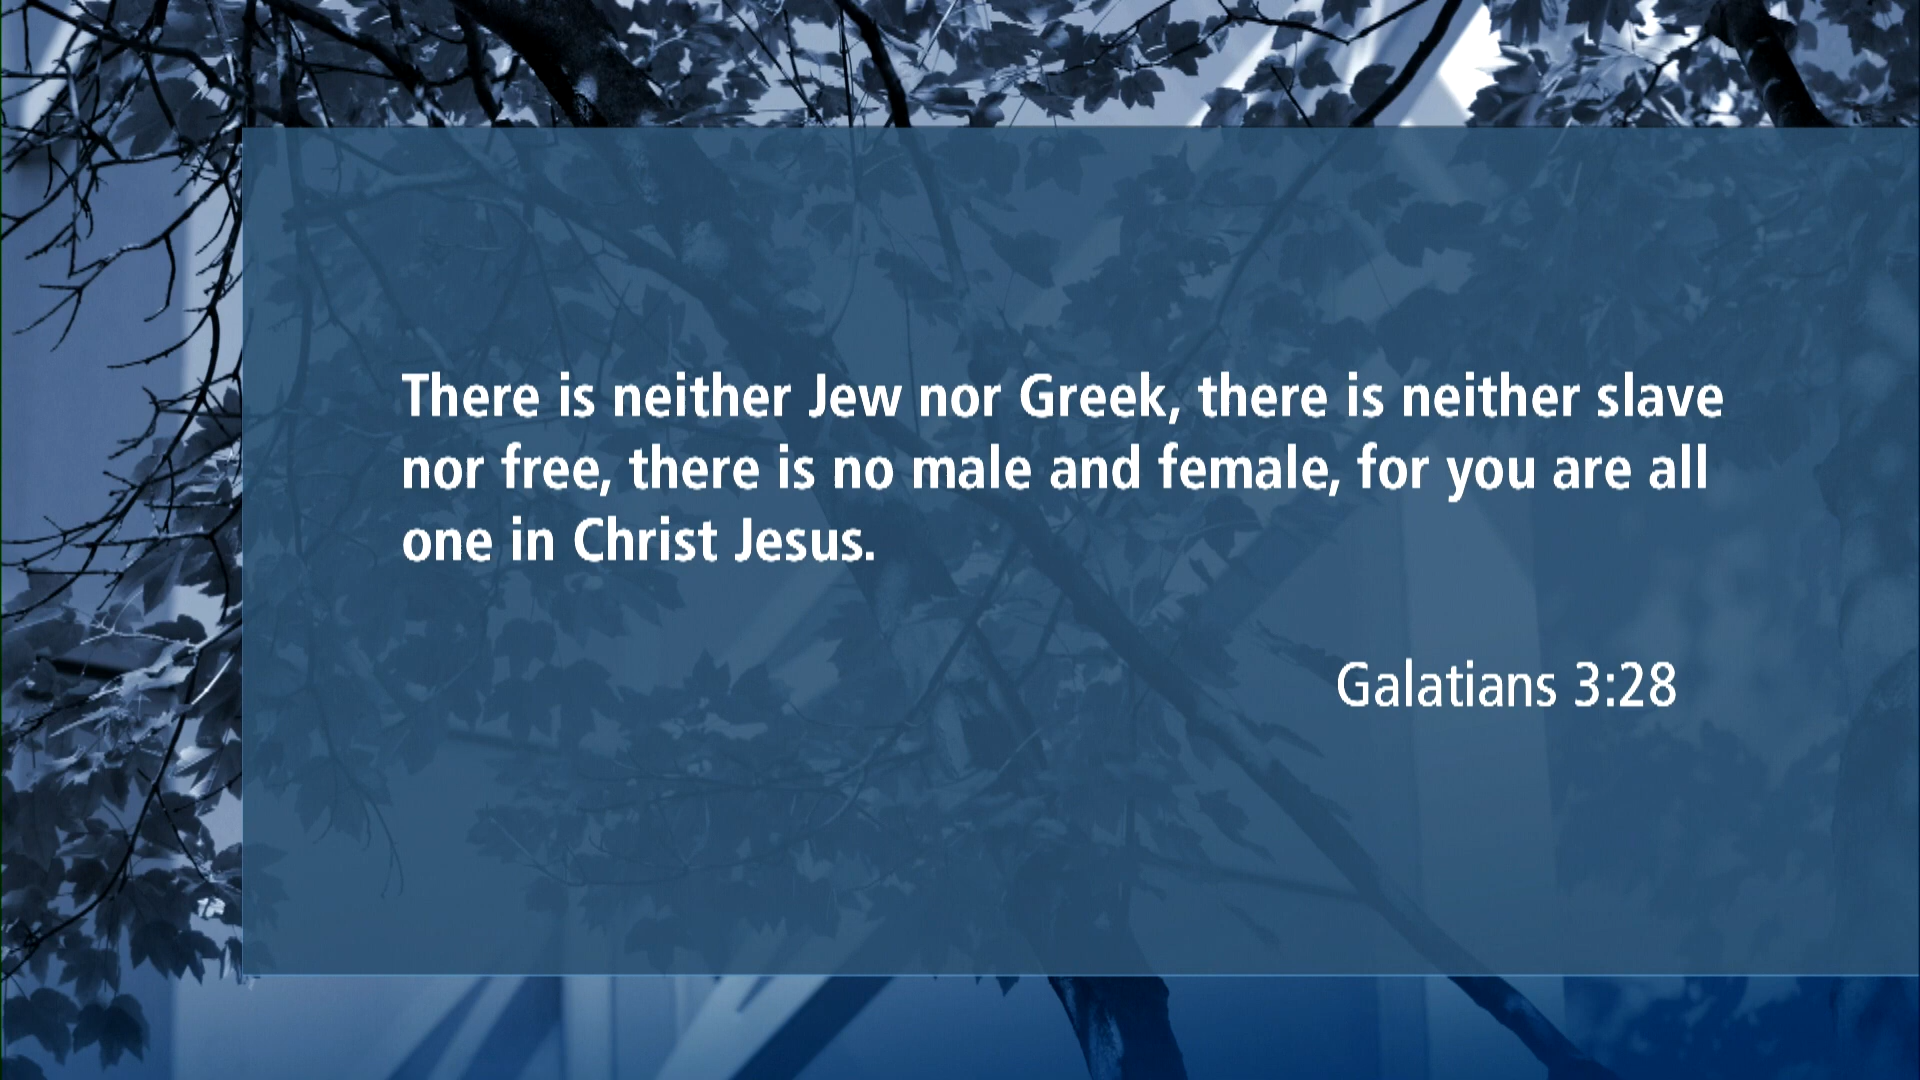 There is neither Jew nor Greek, there is neither slave
nor free, there is no male and female, for you are all
one in Christ Jesus.
Galatians 3:28